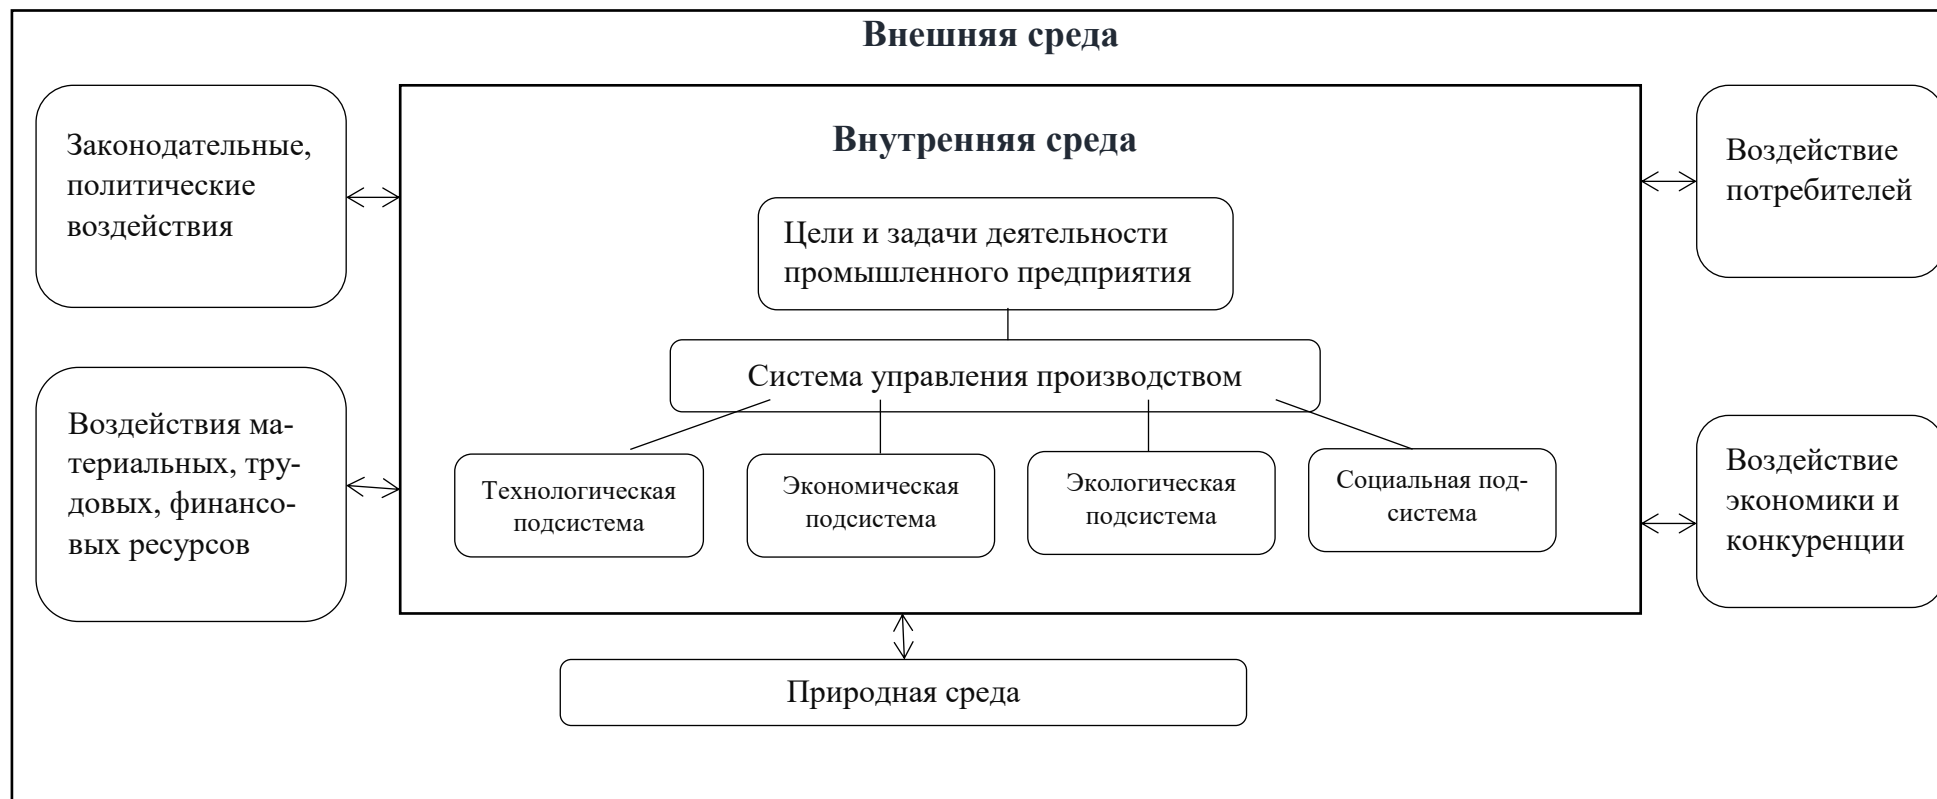 Внешняя среда
Законодательные,
политические
воздействия
Воздействия ма-
териальных, тру-
довых, финансо-
вых ресурсов
Внутренняя среда
Цели и задачи деятельности
промышленного предприятия
Система управления производством
Технологическая
подсистема
Экономическая
подсистема
Экологическая
подсистема
Социальная под-
система
Воздействие
потребителей
Воздействие
экономики и
конкуренции
Природная среда